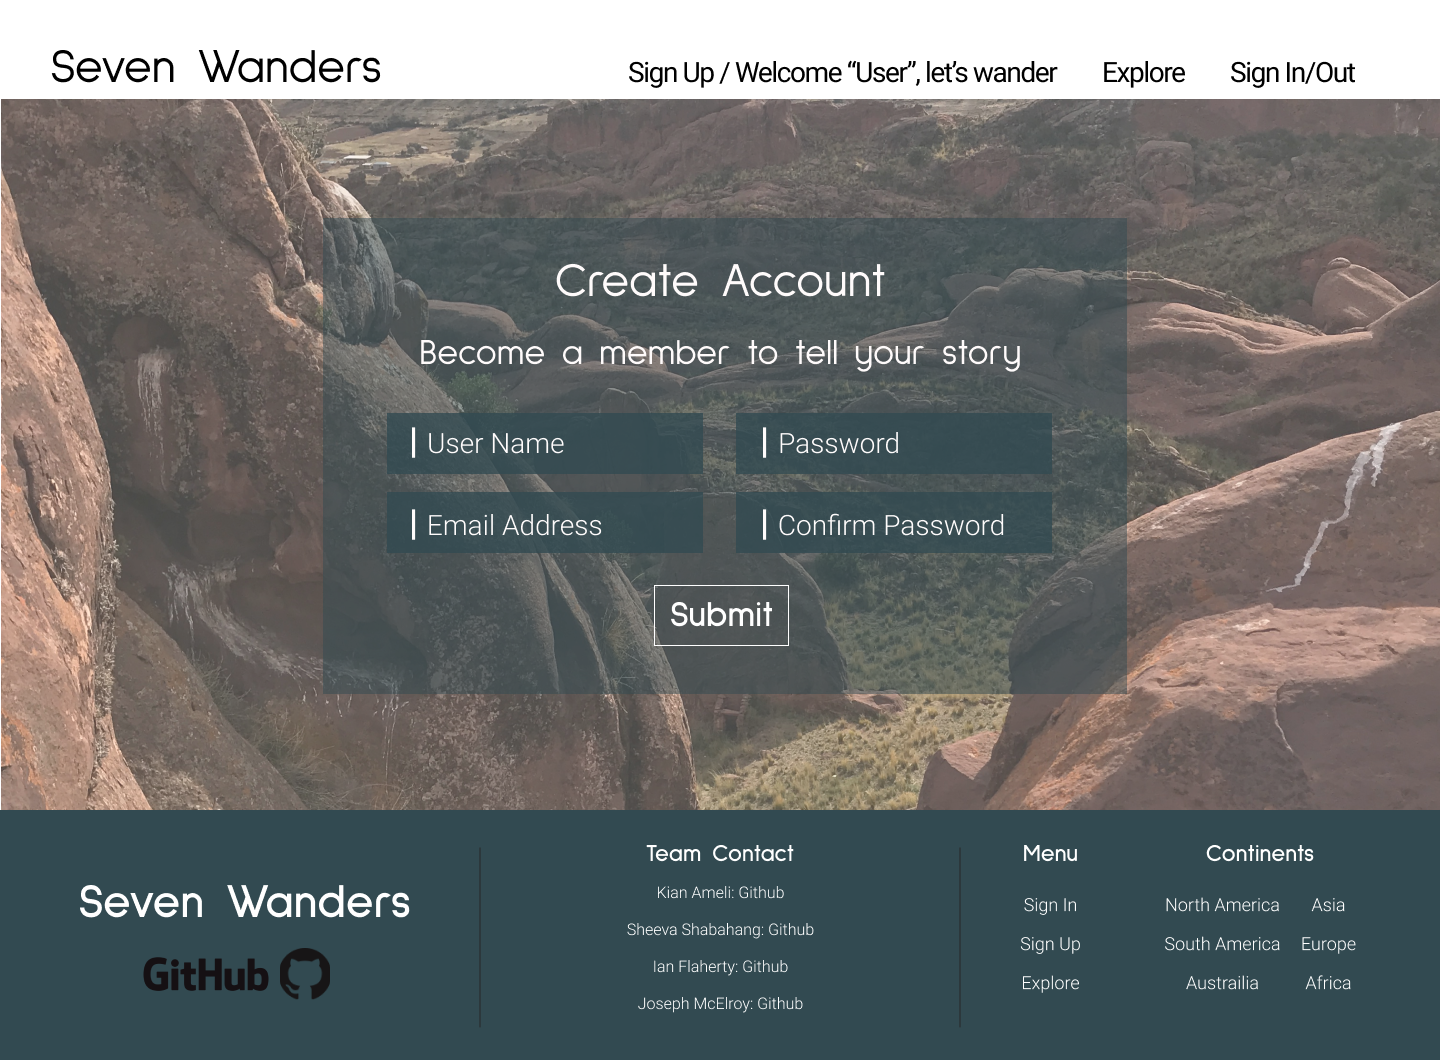 Seven Wanders
Sign Up / Welcome “User”, let’s wander
Explore
Sign In/Out
Create Account
Become a member to tell your story
User Name
Password
Email Address
Confirm Password
Submit
Seven Wanders
GitHub
Team Contact
Kian Ameli: Github
Sheeva Shabahang: Github
Ian Flaherty: Github
Joseph McElroy: Github
Menu
Sign In
Sign Up
Explore
Continents
North America
Asia
South America
Europe
Austrailia
Africa